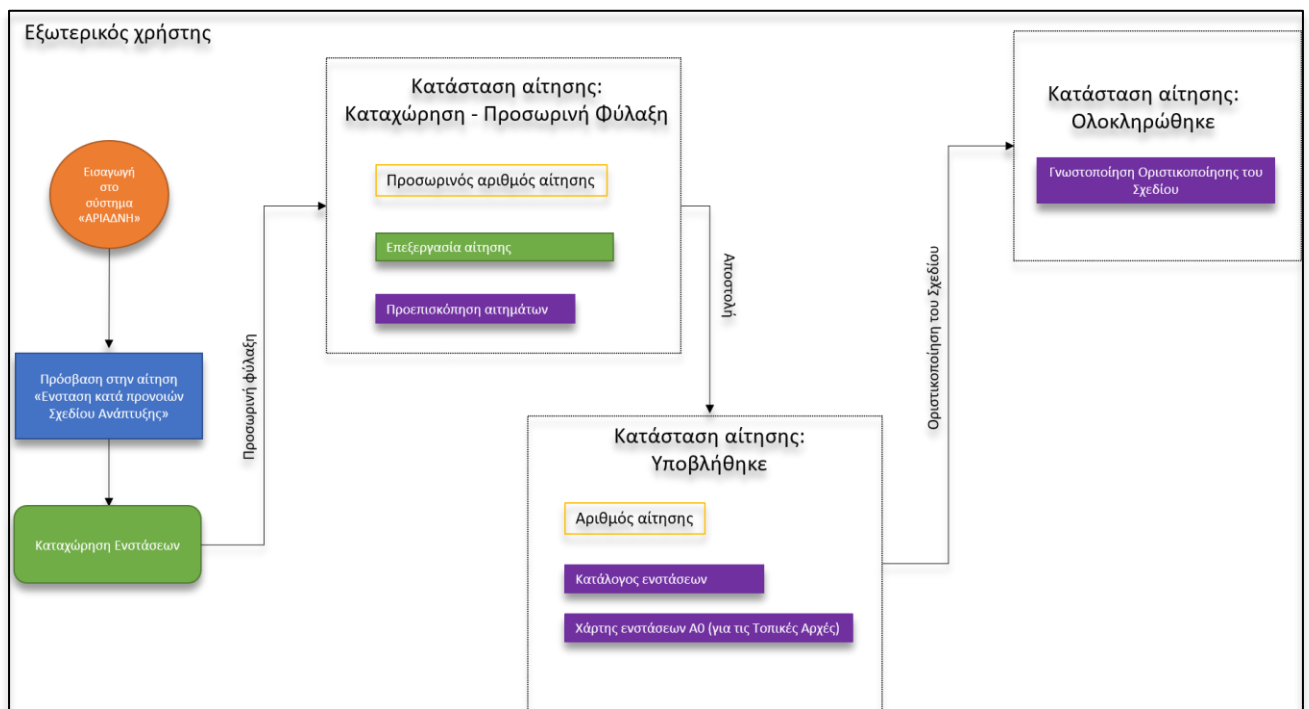 Εξωτερικός χρήστης
Εισαγωγή
στο
σύστημα
«ΑΡΙΑΔΝΗ»
Πρόσβαση στην αίτηση
«Ενσταση κατά προνοιών
Σχεδίου Ανάπτυξης»
Καταχώρηση Ενστάσεων
Προσωρινή φύλαξη
Κατάσταση αίτησης:
Καταχώρηση - Προσωρινή Φύλαξη
Προσωρινός αριθμός αίτησης
Επεξεργασία αίτησης
Προεπισκόπηση αιτημάτων
Αποστολή
Κατάσταση αίτησης:
Υποβλήθηκε
Αριθμός αίτησης
Κατάλογος ενστάσεων
Χάρτης ενστάσεων Α0 (για τις Τοπικές Αρχές)
Οριστικοποίηση του Σχεδίου
Κατάσταση αίτησης:
Ολοκληρώθηκε
Γνωστοποίηση Οριστικοποίησης του
Σχεδίου